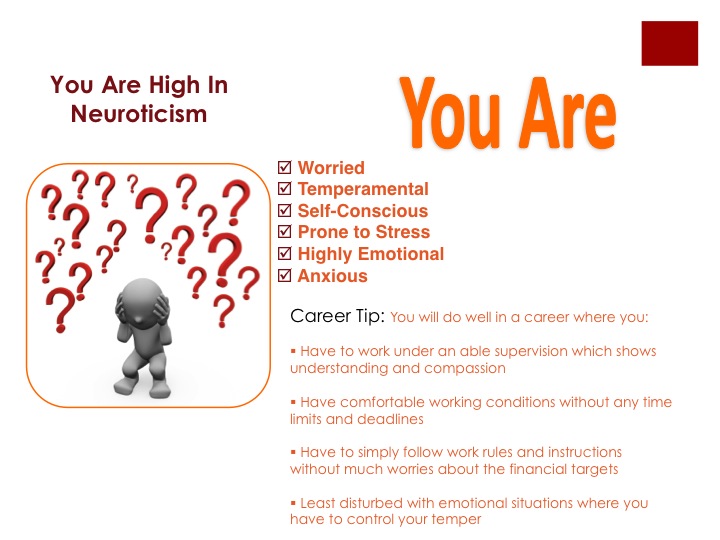 You Are High In
Neuroticism
You Are
☑ Worried
☑ Temperamental
☑ Self-Conscious
☑ Prone to Stress
☑ Highly Emotional
☑ Anxious
Career Tip: You will do well in a career where you:
▪ Have to work under an able supervision which shows
understanding and compassion
▪ Have comfortable working conditions without any time
limits and deadlines
▪ Have to simply follow work rules and instructions
without much worries about the financial targets
▪ Least disturbed with emotional situations where you
have to control your temper